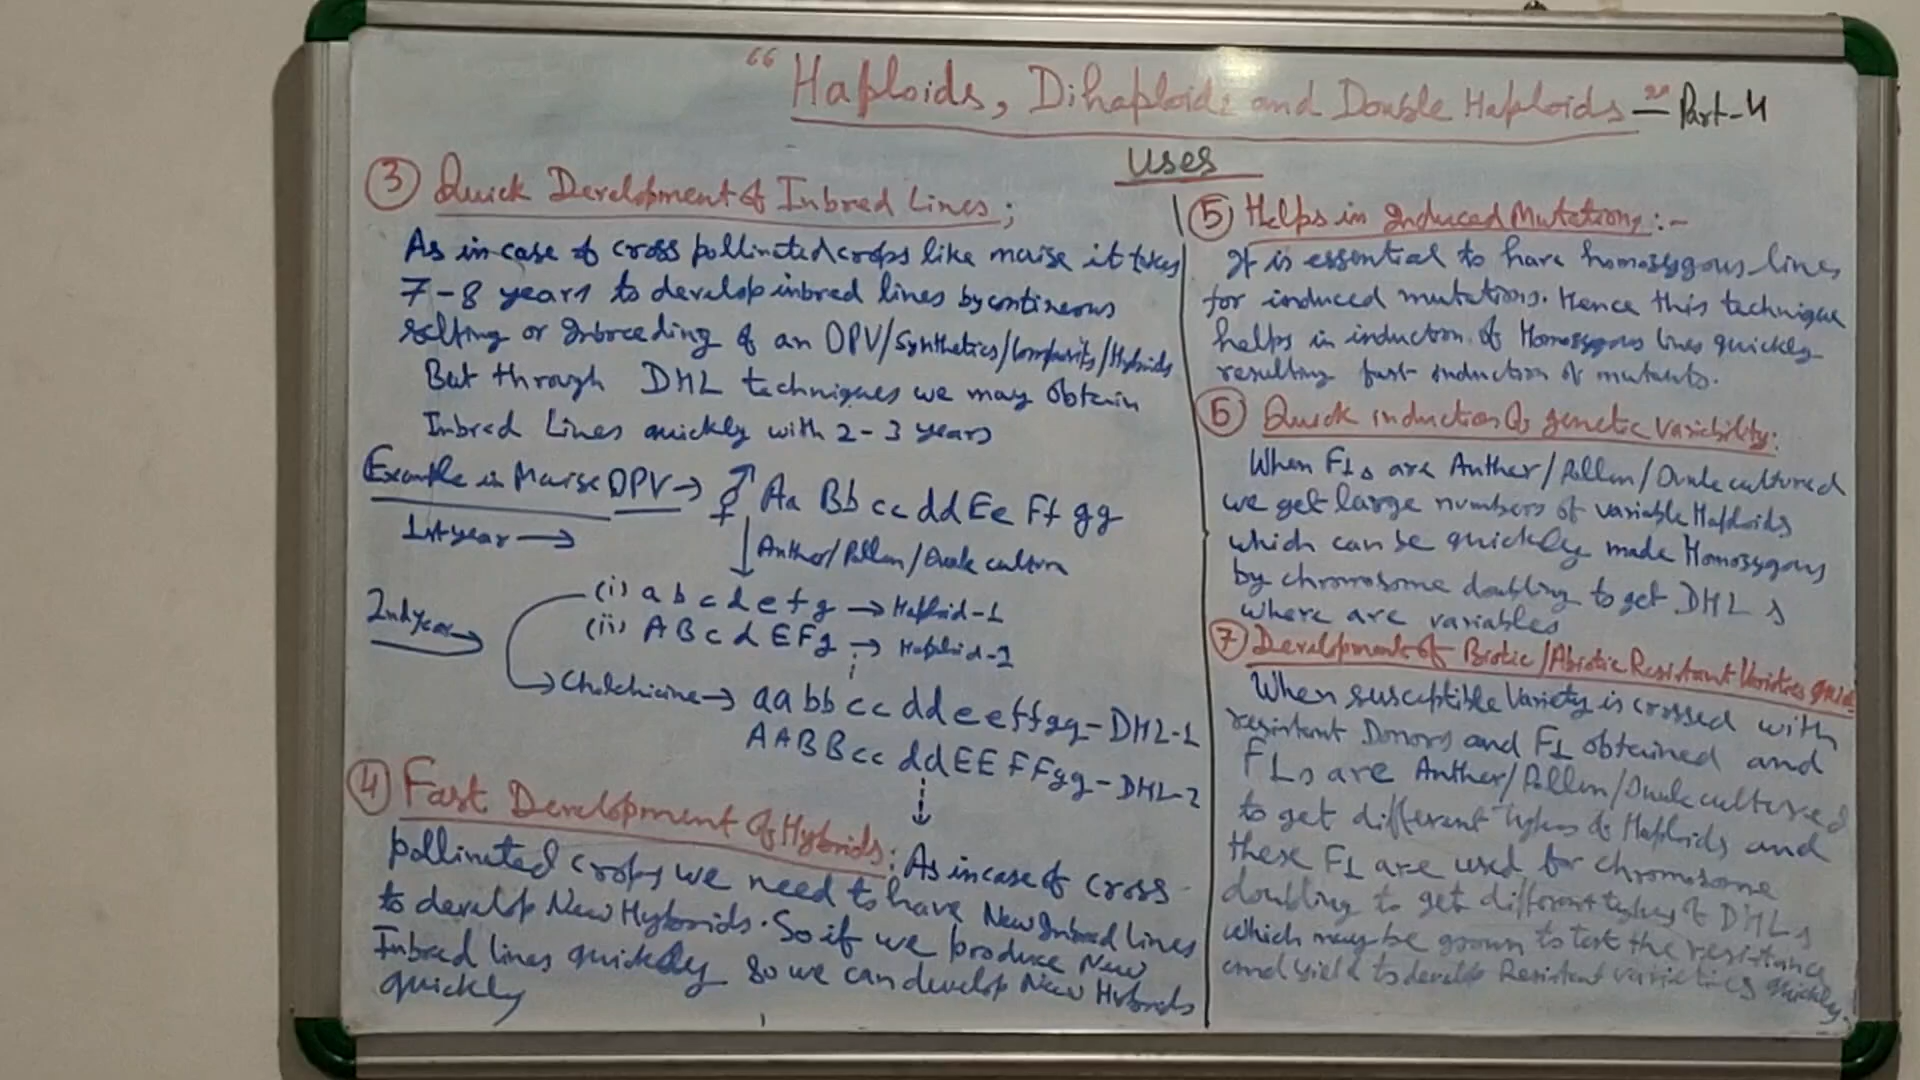 “Haploids, Dihaploids and Double Haploids” - Part-4
Uses
③ Quick Development of Inbred Lines;
As in case of cross pollinated crops like maize it takes
7-8 years to develop inbred lines by contineous
selfing or Inbreeding of an OPV/Synthetics/Composits/Hybrids
But through DHL techniques we may obtain
Inbred Lines quickly with 2-3 years
Example in Maize OPV → ⚥ Aa Bb cc dd Ee Ff gg
1st year →
Anther/Pollen/Ovule culture
(i) a b c d e f g → Haploid-1
2nd year →
(ii) A B c d E F g → Haploid-2
Cholchicine → aa bb cc dd ee ff gg - DHL-1
AA BB cc dd EE FF gg - DHL-2
④ Fast Development of Hybrids: As in case of cross
pollinated crops we need to have New Inbred lines
to develop New Hybrids. So if we produce New
Inbred lines quickly so we can develop New Hybrids
quickly
⑤ Helps in Induced Mutations:-
It is essential to have homozygous lines
for induced mutations. Hence this technique
helps in induction of Homozygous lines quickly
resulting fast induction of mutants.
⑥ Quick induction of genetic variability:
When F1s are Anther/Pollen/Ovule cultured
we get large numbers of variable Haploids
which can be quickly made Homozygous
by chromosome doubling to get DHLs
where are variables
⑦ Development of Biotic/Abiotic Resistant Varieties
When susceptible Variety is crossed with
resistant Donors and F1 obtained and
F1s are Anther/Pollen/Ovule cultured
to get different types of Haploids and
these F1 are used for chromosome
doubling to get different types of DHLs
which may be grown to test the resistance
and yield to develop Resistant varieties quickly.